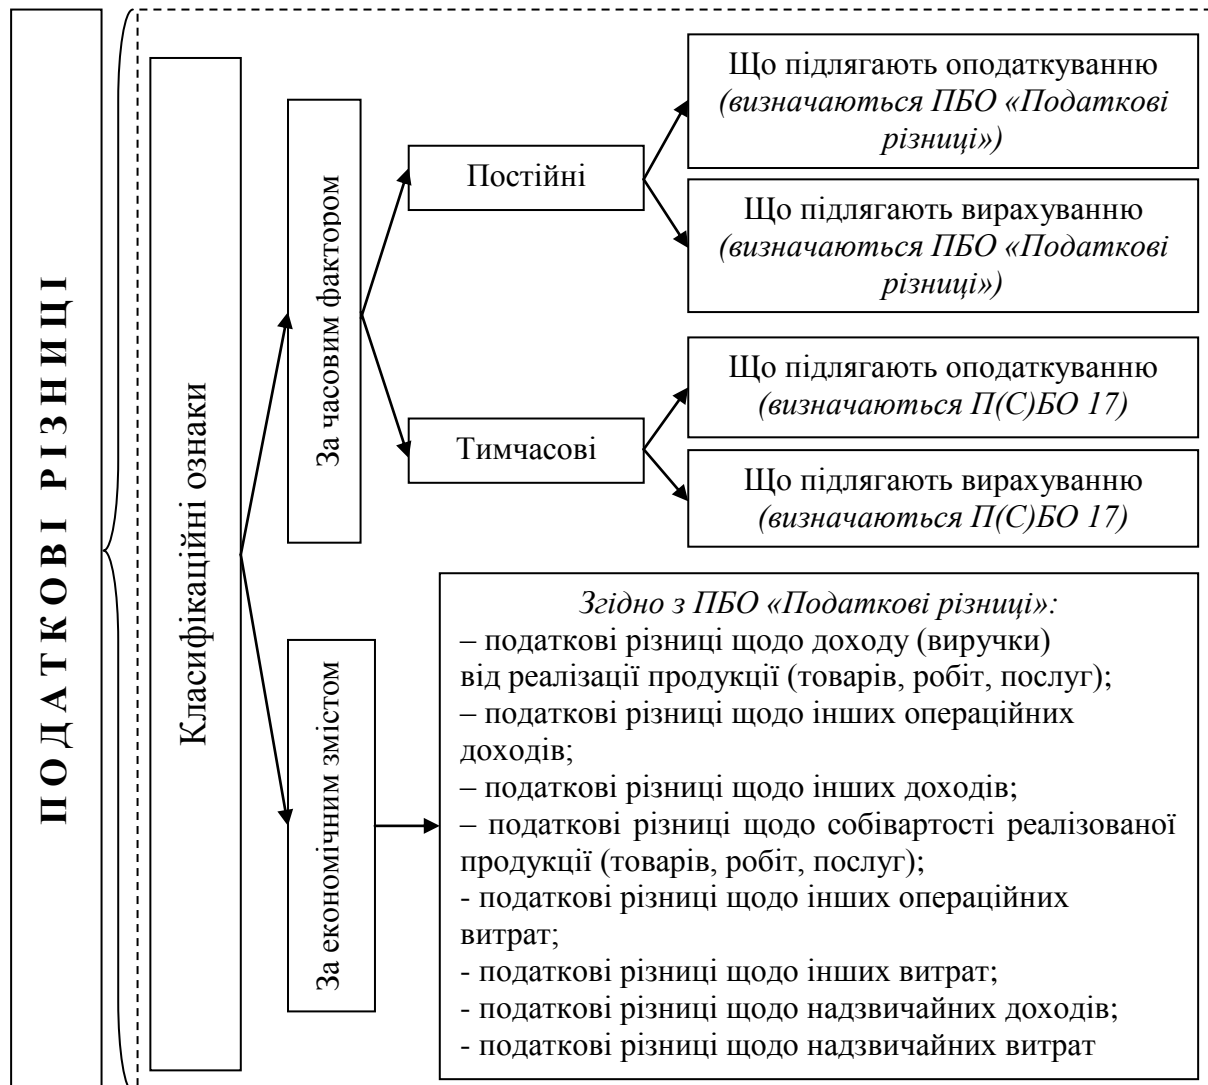 ПОДАТКОВІ РІЗНИЦІ
Класифікаційні ознаки
За часовим фактором
Постійні
Що підлягають оподаткуванню
(визначаються ПБО «Податкові
різниці»)
Що підлягають вирахуванню
(визначаються ПБО «Податкові
різниці»)
Тимчасові
Що підлягають оподаткуванню
(визначаються П(С)БО 17)
Що підлягають вирахуванню
(визначаються П(С)БО 17)
За економічним змістом
Згідно з ПБО «Податкові різниці»:
– податкові різниці щодо доходу (виручки)
від реалізації продукції (товарів, робіт, послуг);
– податкові різниці щодо інших операційних
доходів;
– податкові різниці щодо інших доходів;
– податкові різниці щодо собівартості реалізованої
продукції (товарів, робіт, послуг);
- податкові різниці щодо інших операційних
витрат;
- податкові різниці щодо інших витрат;
- податкові різниці щодо надзвичайних доходів;
- податкові різниці щодо надзвичайних витрат